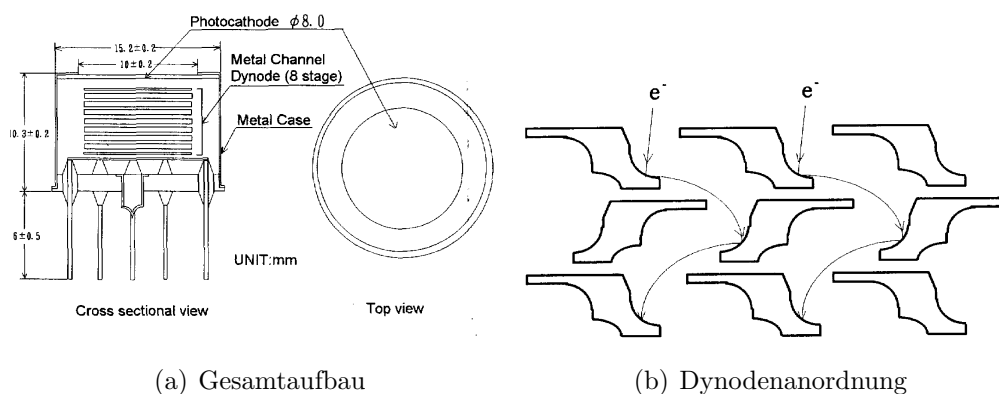 Photocathode ϕ8.0
15.2±0.2
10±0.2
Metal Channel
Dynode (8 stage)
10.3±0.2
Metal Case
6±0.5
UNIT:mm
Cross sectional view
Top view
(a) Gesamtaufbau
e⁻
e⁻
(b) Dynodenanordnung